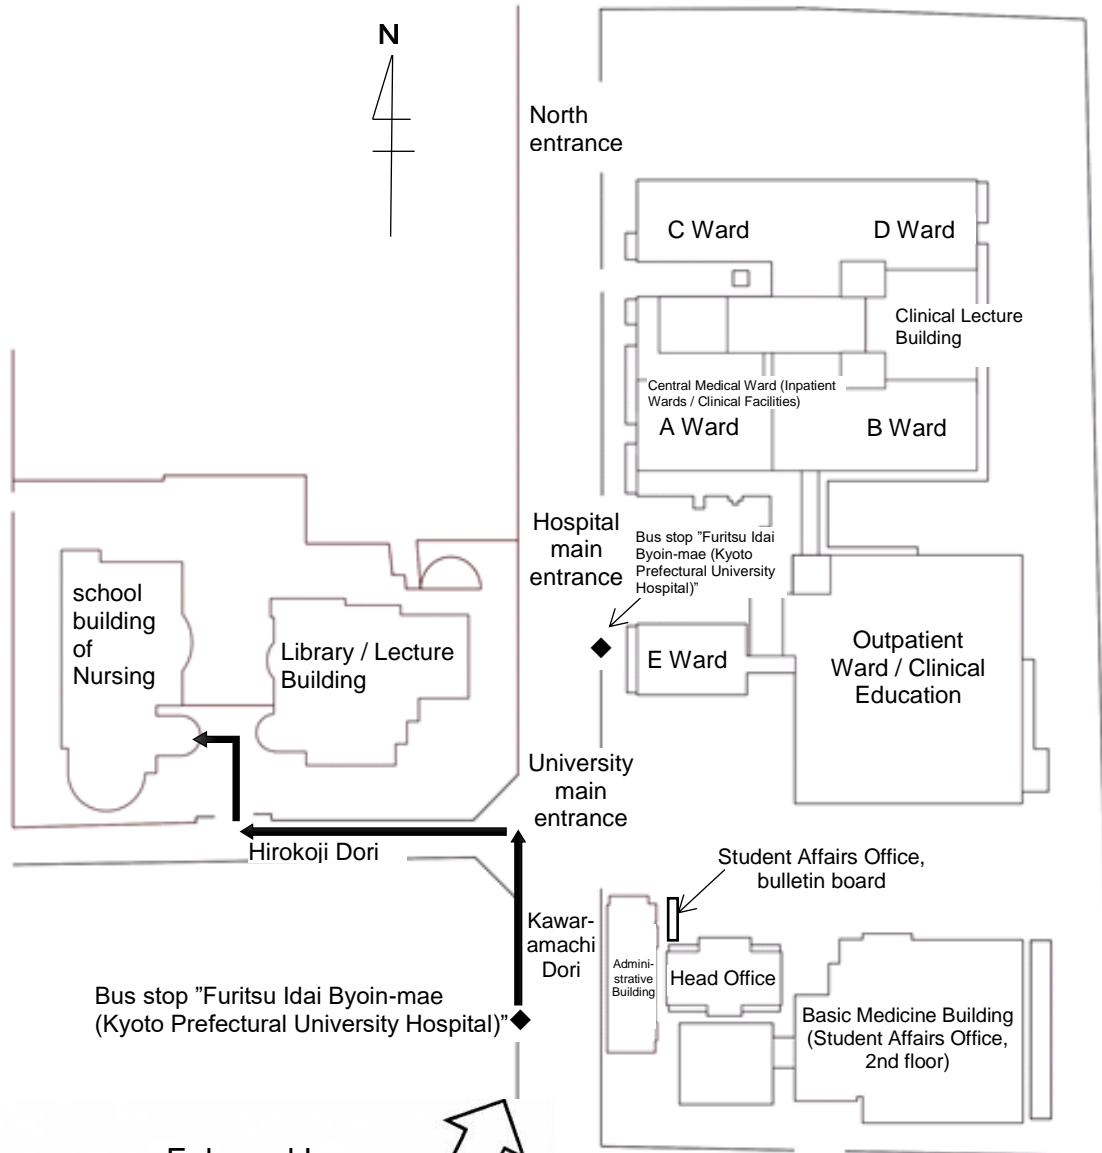 N
North
entrance
C Ward
D Ward
Clinical Lecture
Building
Central Medical Ward (Inpatient
Wards / Clinical Facilities)
A Ward
B Ward
Hospital
main
entrance
Bus stop ”Furitsu Idai
Byoin-mae (Kyoto
Prefectural University
Hospital)”
school
building
of
Nursing
Library / Lecture
Building
E Ward
Outpatient
Ward / Clinical
Education
University
main
entrance
Hirokoji Dori
Student Affairs Office,
bulletin board
Kawar-
amachi
Dori
Admini-
strative
Building
Head Office
Basic Medicine Building
(Student Affairs Office,
2nd floor)
Bus stop ”Furitsu Idai Byoin-mae
(Kyoto Prefectural University Hospital)”